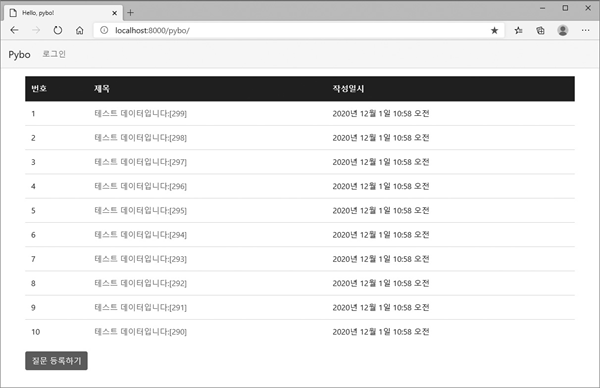 Hello, pybo!
localhost:8000/pybo/
Pybo 로그인
번호 제목 작성일시
1 테스트 데이터입니다:[299] 2020년 12월 1일 10:58 오전
2 테스트 데이터입니다:[298] 2020년 12월 1일 10:58 오전
3 테스트 데이터입니다:[297] 2020년 12월 1일 10:58 오전
4 테스트 데이터입니다:[296] 2020년 12월 1일 10:58 오전
5 테스트 데이터입니다:[295] 2020년 12월 1일 10:58 오전
6 테스트 데이터입니다:[294] 2020년 12월 1일 10:58 오전
7 테스트 데이터입니다:[293] 2020년 12월 1일 10:58 오전
8 테스트 데이터입니다:[292] 2020년 12월 1일 10:58 오전
9 테스트 데이터입니다:[291] 2020년 12월 1일 10:58 오전
10 테스트 데이터입니다:[290] 2020년 12월 1일 10:58 오전
질문 등록하기